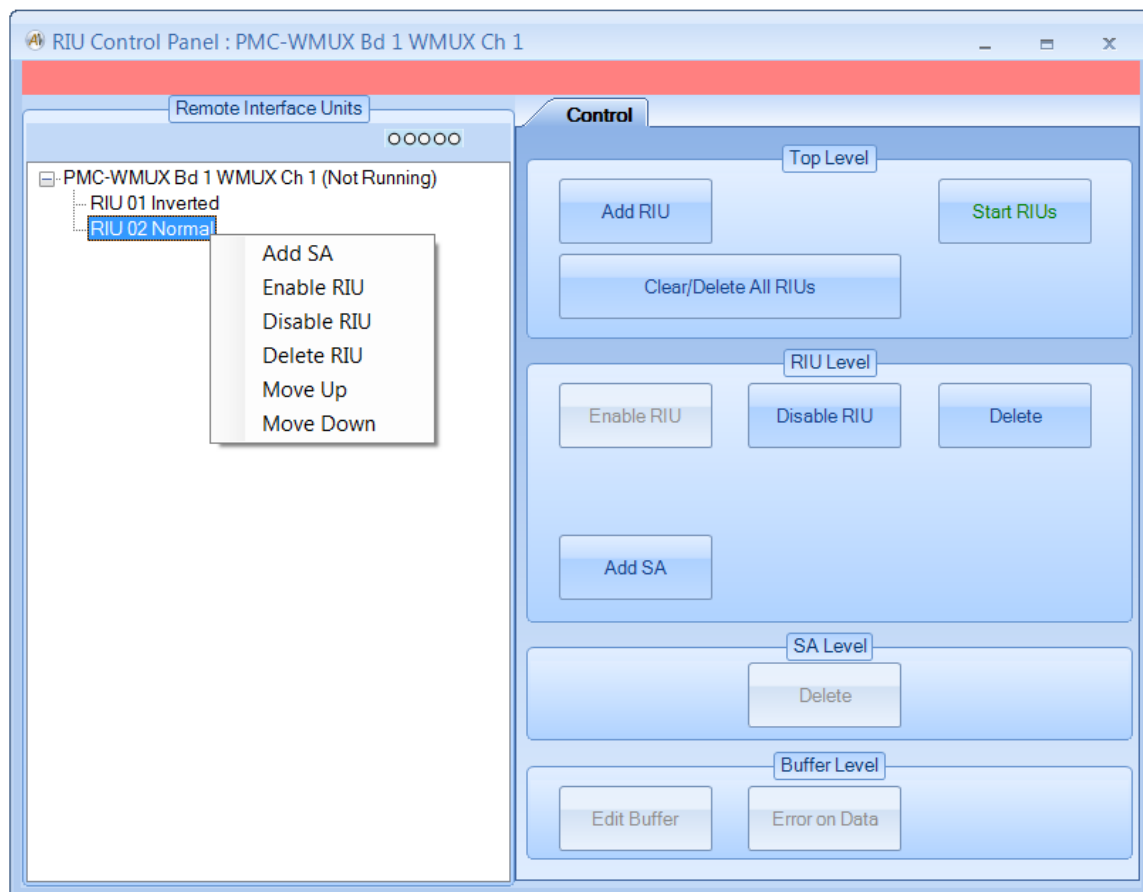 RIU Control Panel : PMC-WMUX Bd 1 WMUX Ch 1
Remote Interface Units
PMC-WMUX Bd 1 WMUX Ch 1 (Not Running)
RIU 01 Inverted
RIU 02 Normal
Add SA
Enable RIU
Disable RIU
Delete RIU
Move Up
Move Down
Control
Top Level
Add RIU
Start RIUs
Clear/Delete All RIUs
RIU Level
Enable RIU
Disable RIU
Delete
Add SA
SA Level
Delete
Buffer Level
Edit Buffer
Error on Data